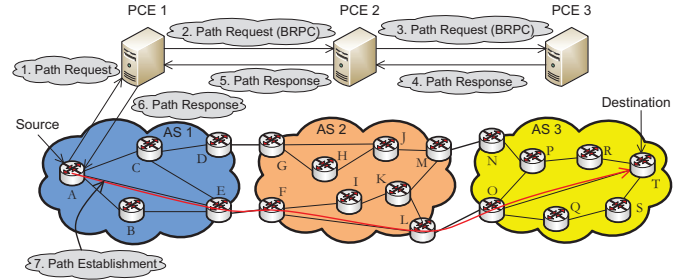 PCE 1
PCE 2
PCE 3
2. Path Request (BRPC)
3. Path Request (BRPC)
1. Path Request
5. Path Response
4. Path Response
6. Path Response
Source
Destination
AS 1
AS 2
AS 3
A
B
C
D
E
F
G
H
I
J
K
L
M
N
O
P
Q
R
S
T
7. Path Establishment